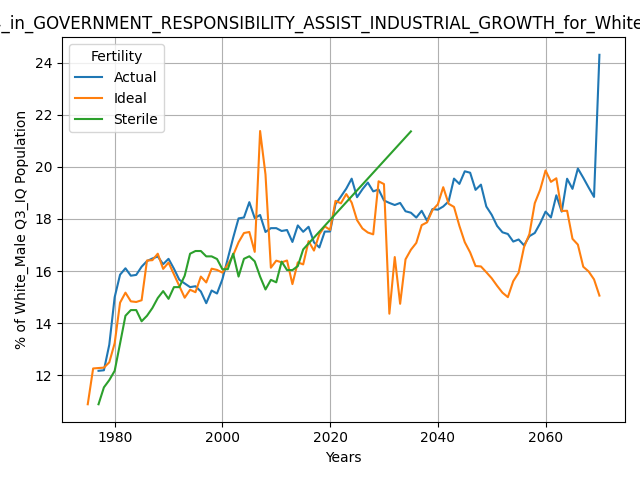 _in_GOVERNMENT_RESPONSIBILITY_ASSIST_INDUSTRIAL_GROWTH_for_White
Fertility
Actual
Ideal
Sterile
% of White_Male Q3_IQ Population
24
22
20
18
16
14
12
1980 2000 2020 2040 2060
Years